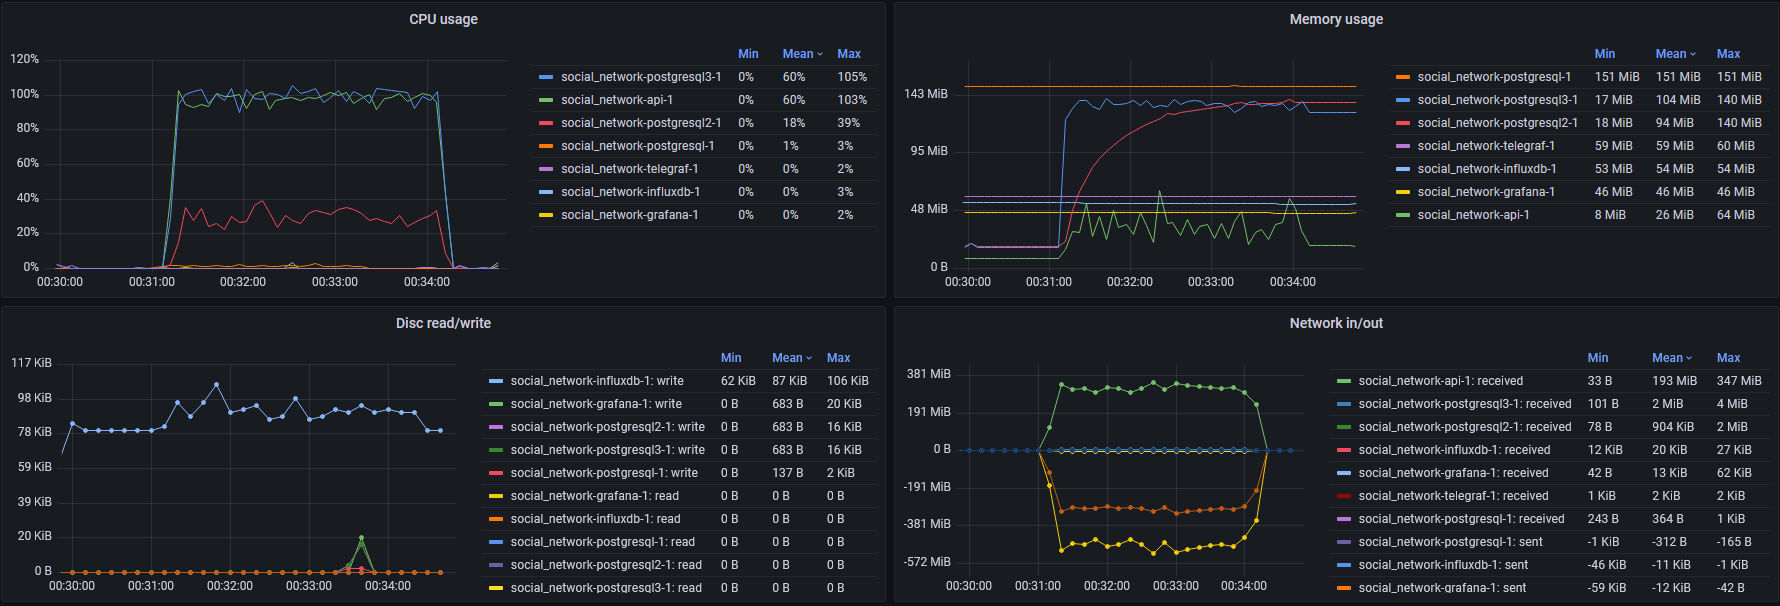 CPU usage
Min Mean Max
120%
100%
80%
60%
40%
20%
0%
00:30:00 00:31:00 00:32:00 00:33:00 00:34:00
social_network-postgresql3-1 0% 60% 105%
social_network-api-1 0% 60% 103%
social_network-postgresql2-1 0% 18% 39%
social_network-postgresql-1 0% 1% 3%
social_network-telegraf-1 0% 0% 2%
social_network-influxdb-1 0% 0% 3%
social_network-grafana-1 0% 0% 2%
Memory usage
Min Mean Max
143 MiB
95 MiB
48 MiB
0 B
00:30:00 00:31:00 00:32:00 00:33:00 00:34:00
social_network-postgresql-1 151 MiB 151 MiB 151 MiB
social_network-postgresql3-1 17 MiB 104 MiB 140 MiB
social_network-postgresql2-1 18 MiB 94 MiB 140 MiB
social_network-telegraf-1 59 MiB 59 MiB 60 MiB
social_network-influxdb-1 53 MiB 54 MiB 54 MiB
social_network-grafana-1 46 MiB 46 MiB 46 MiB
social_network-api-1 8 MiB 26 MiB 64 MiB
Disc read/write
Min Mean Max
117 KiB
98 KiB
78 KiB
59 KiB
39 KiB
20 KiB
0 B
00:30:00 00:31:00 00:32:00 00:33:00 00:34:00
social_network-influxdb-1: write 62 KiB 87 KiB 106 KiB
social_network-grafana-1: write 0 B 683 B 20 KiB
social_network-postgresql2-1: write 0 B 683 B 16 KiB
social_network-postgresql3-1: write 0 B 683 B 16 KiB
social_network-postgresql-1: write 0 B 137 B 2 KiB
social_network-grafana-1: read 0 B 0 B 0 B
social_network-influxdb-1: read 0 B 0 B 0 B
social_network-postgresql-1: read 0 B 0 B 0 B
social_network-postgresql2-1: read 0 B 0 B 0 B
social_network-postgresql3-1: read 0 B 0 B 0 B
Network in/out
Min Mean Max
381 MiB
191 MiB
0 B
-191 MiB
-381 MiB
-572 MiB
00:30:00 00:31:00 00:32:00 00:33:00 00:34:00
social_network-api-1: received 33 B 193 MiB 347 MiB
social_network-postgresql3-1: received 101 B 2 MiB 4 MiB
social_network-postgresql2-1: received 78 B 904 KiB 2 MiB
social_network-influxdb-1: received 12 KiB 20 KiB 27 KiB
social_network-grafana-1: received 42 B 13 KiB 62 KiB
social_network-telegraf-1: received 1 KiB 2 KiB 2 KiB
social_network-postgresql-1: received 243 B 364 B 1 KiB
social_network-postgresql-1: sent -1 KiB -312 B -165 B
social_network-influxdb-1: sent -46 KiB -11 KiB -1 KiB
social_network-grafana-1: sent -59 KiB -12 KiB -42 B